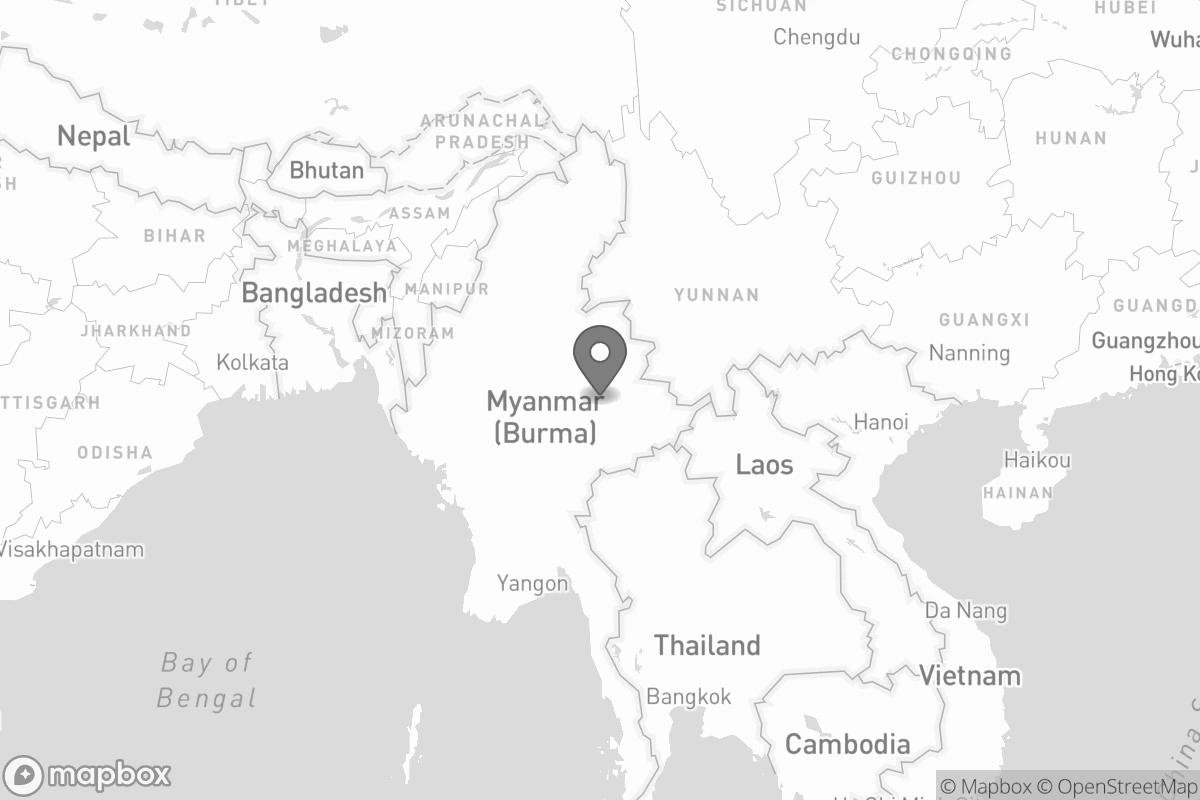 TIBET
SICHUAN
HUBEI
Chengdu
Wuha
CHONGQING
ARUNACHAL
PRADESH
Nepal
HUNAN
Bhutan
GUIZHOU
SH
ASSAM
BIHAR
MEGHALAYA
Bangladesh
MANIPUR
YUNNAN
GUANGD
JHARKHAND
MIZORAM
GUANGXI
Guangzhou
Kolkata
Nanning
Hong Ko
TTISGARH
Myanmar
(Burma)
Hanoi
ODISHA
Laos
Haikou
HAINAN
Visakhapatnam
Yangon
Da Nang
Thailand
Bay of
Bengal
Vietnam
Bangkok
Cambodia
mapbox
© Mapbox © OpenStreetMap